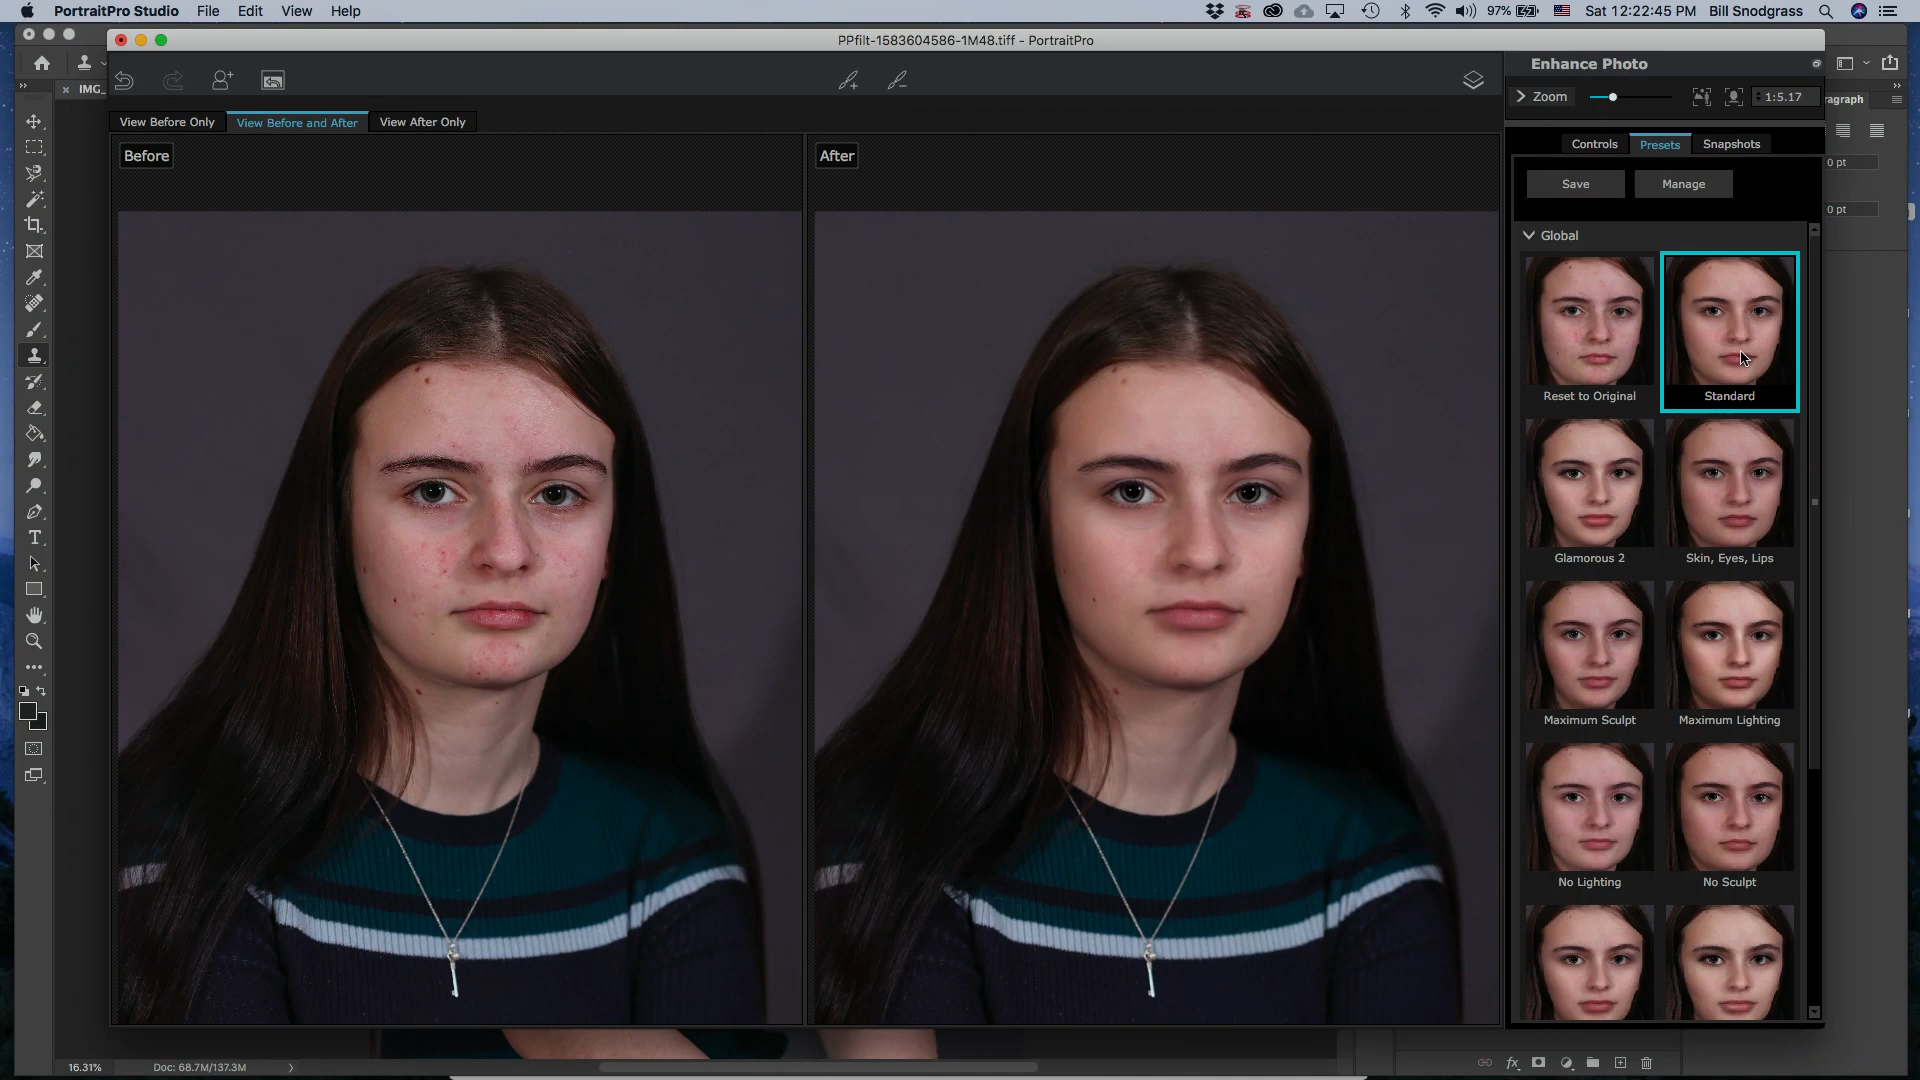 PortraitPro Studio File Edit View Help
97% Sat 12:22:45 PM Bill Snodgrass
PPfilt-1583604586-1M48.tiff - PortraitPro
Enhance Photo
IMG_
Zoom 1:5.17
ragraph
View Before Only View Before and After View After Only
Controls Presets Snapshots
Before After
0 pt
Save Manage
0 pt
Global
Reset to Original Standard
Glamorous 2 Skin, Eyes, Lips
Maximum Sculpt Maximum Lighting
No Lighting No Sculpt
16.31% Doc: 68.7M/137.3M
fx